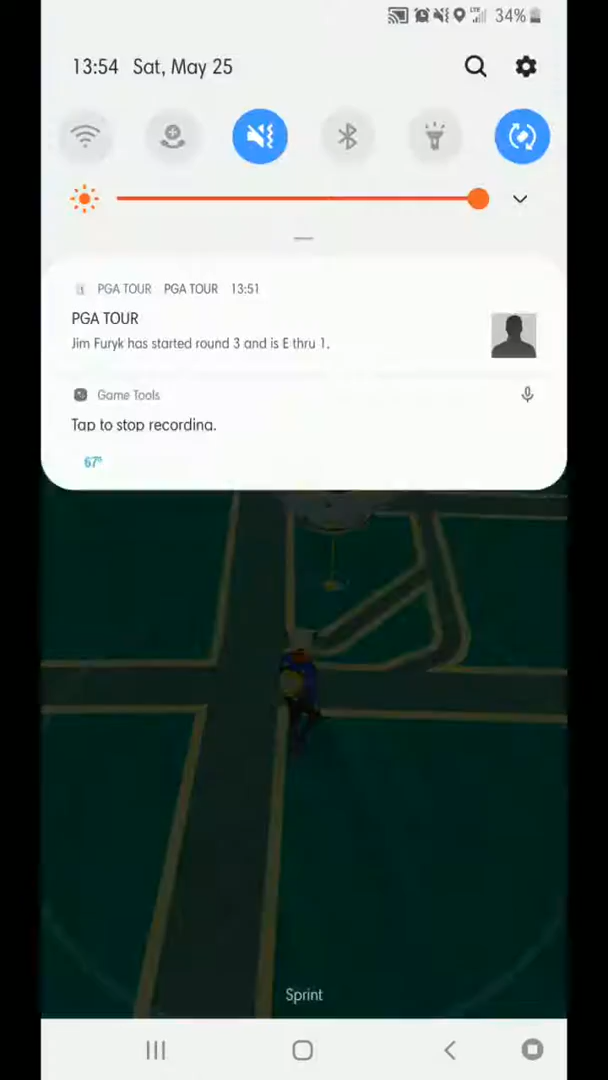 LTE 34%
13:54 Sat, May 25
PGA TOUR PGA TOUR 13:51
PGA TOUR
Jim Furyk has started round 3 and is E thru 1.
Game Tools
Tap to stop recording.
67°
Sprint